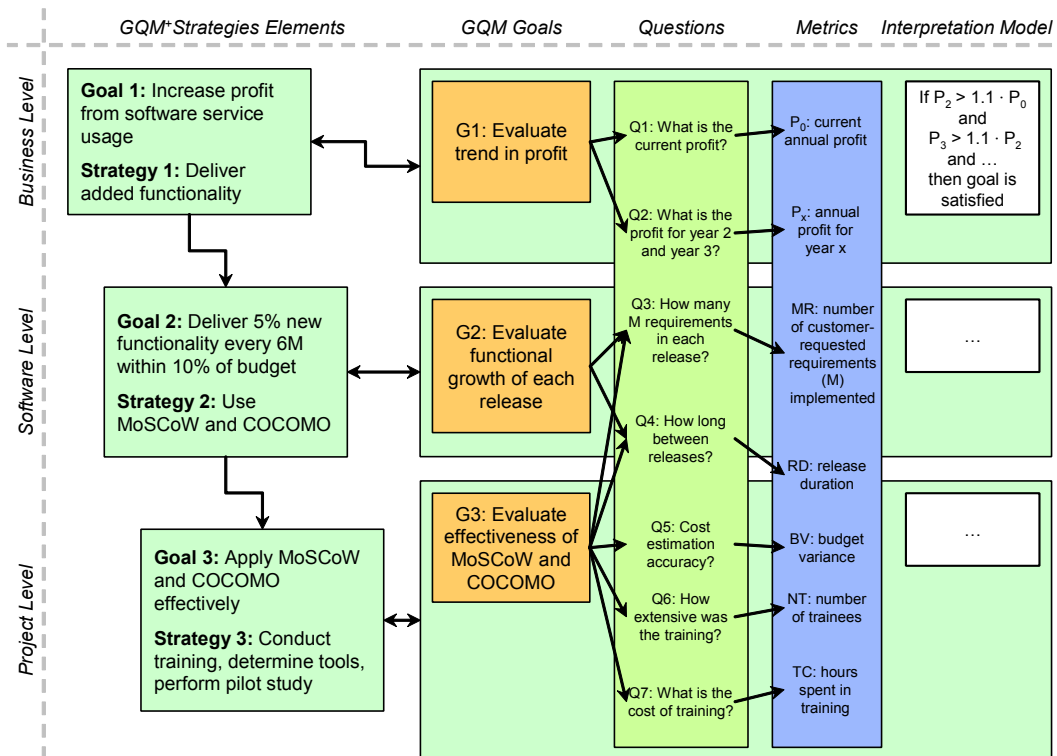 GQM+Strategies Elements
GQM Goals
Questions
Metrics
Interpretation Model
Business Level
Goal 1: Increase profit
from software service
usage
Strategy 1: Deliver
added functionality
G1: Evaluate
trend in profit
Q1: What is the
current profit?
Q2: What is the
profit for year 2
and year 3?
P0: current
annual profit
Px: annual
profit for
year x
If P2 > 1.1 · P0
and
P3 > 1.1 · P2
and …
then goal is
satisfied
Software Level
Goal 2: Deliver 5% new
functionality every 6M
within 10% of budget
Strategy 2: Use
MoSCoW and COCOMO
G2: Evaluate
functional
growth of each
release
Q3: How many
M requirements
in each
release?
Q4: How long
between
releases?
MR: number
of customer-
requested
requirements
(M)
implemented
RD: release
duration
…
Project Level
Goal 3: Apply MoSCoW
and COCOMO
effectively
Strategy 3: Conduct
training, determine tools,
perform pilot study
G3: Evaluate
effectiveness of
MoSCoW and
COCOMO
Q5: Cost
estimation
accuracy?
Q6: How
extensive was
the training?
Q7: What is the
cost of training?
BV: budget
variance
NT: number
of trainees
TC: hours
spent in
training
…